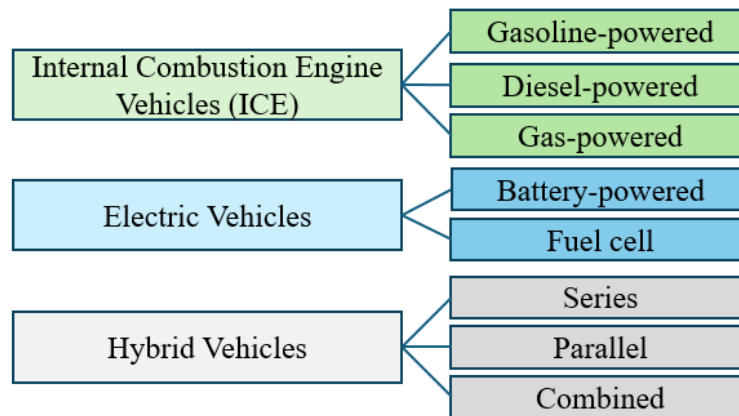 Internal Combustion Engine
Vehicles (ICE)
Gasoline-powered
Diesel-powered
Gas-powered
Electric Vehicles
Battery-powered
Fuel cell
Hybrid Vehicles
Series
Parallel
Combined